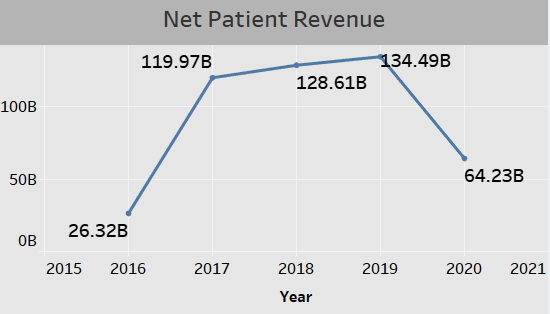 Net Patient Revenue
119.97B
134.49B
128.61B
100B
50B
64.23B
26.32B
0B
2015 2016 2017 2018 2019 2020 2021
Year